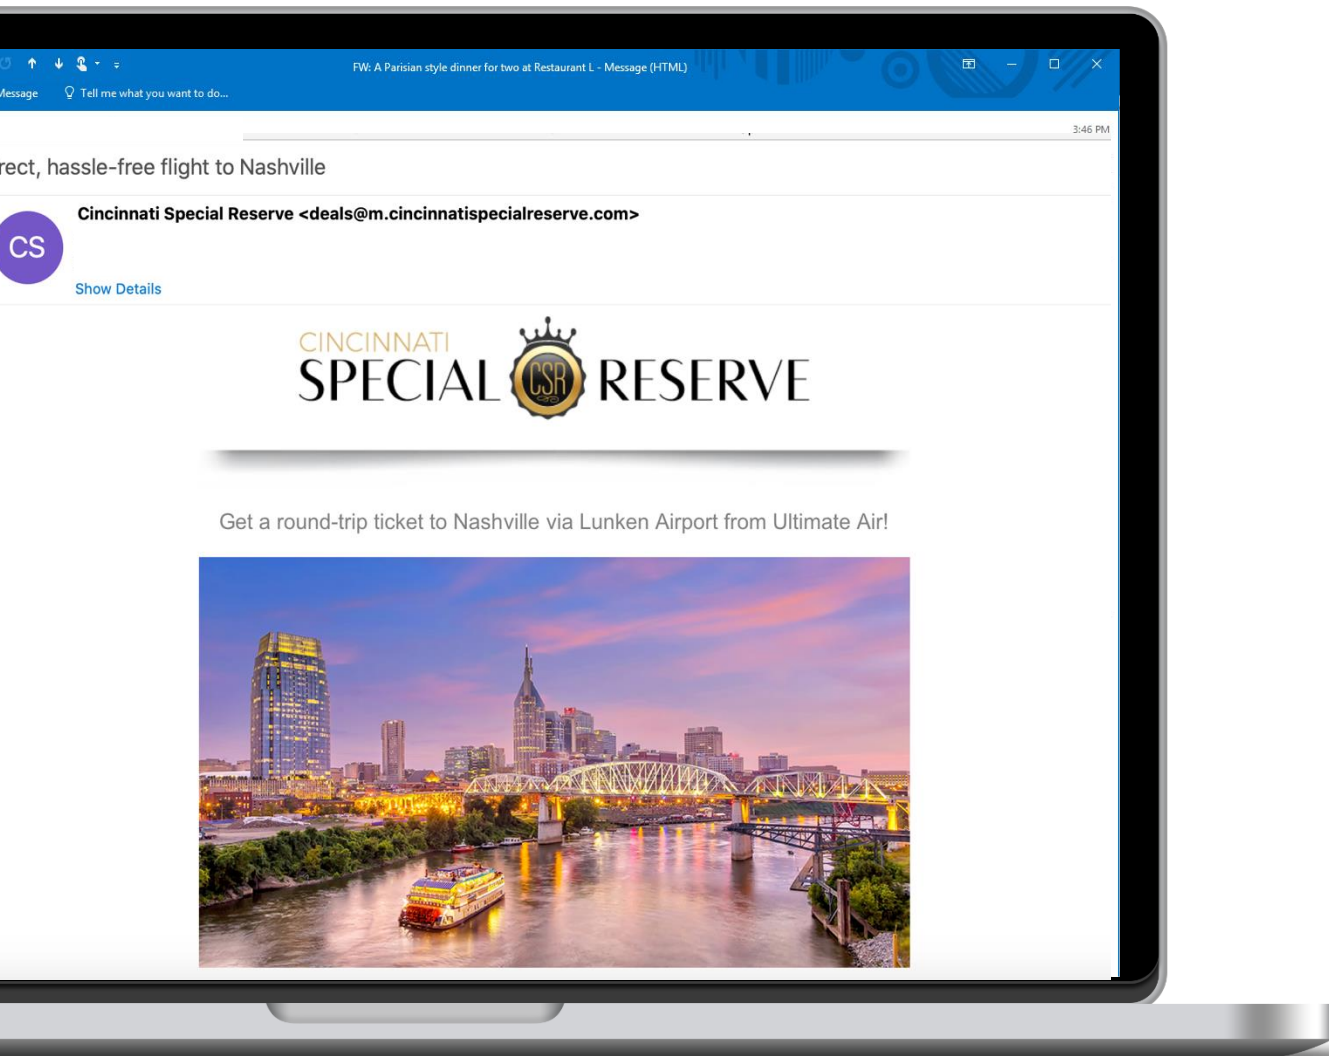 FW: A Parisian style dinner for two at Restaurant L - Message (HTML)
Message
Tell me what you want to do...
3:46 PM
rect, hassle-free flight to Nashville
Cincinnati Special Reserve <deals@m.cincinnatispecialreserve.com>
CS
Show Details
CINCINNATI
SPECIAL CSR RESERVE
Get a round-trip ticket to Nashville via Lunken Airport from Ultimate Air!